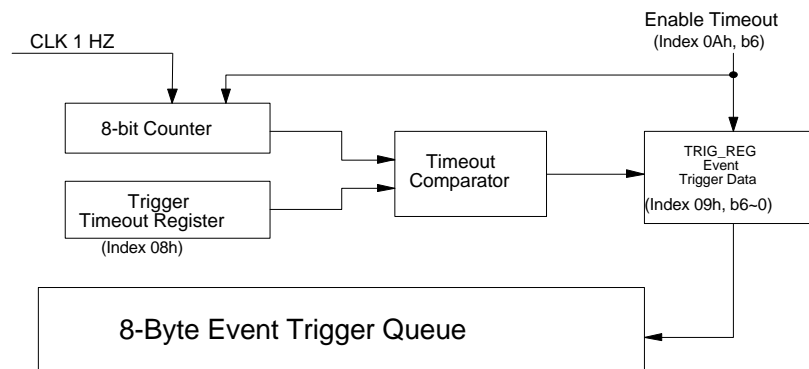 CLK 1 HZ
Enable Timeout
(Index 0Ah, b6)
8-bit Counter
Timeout
Comparator
TRIG_REG
Event
Trigger Data
(Index 09h, b6~0)
Trigger
Timeout Register
(Index 08h)
8-Byte Event Trigger Queue